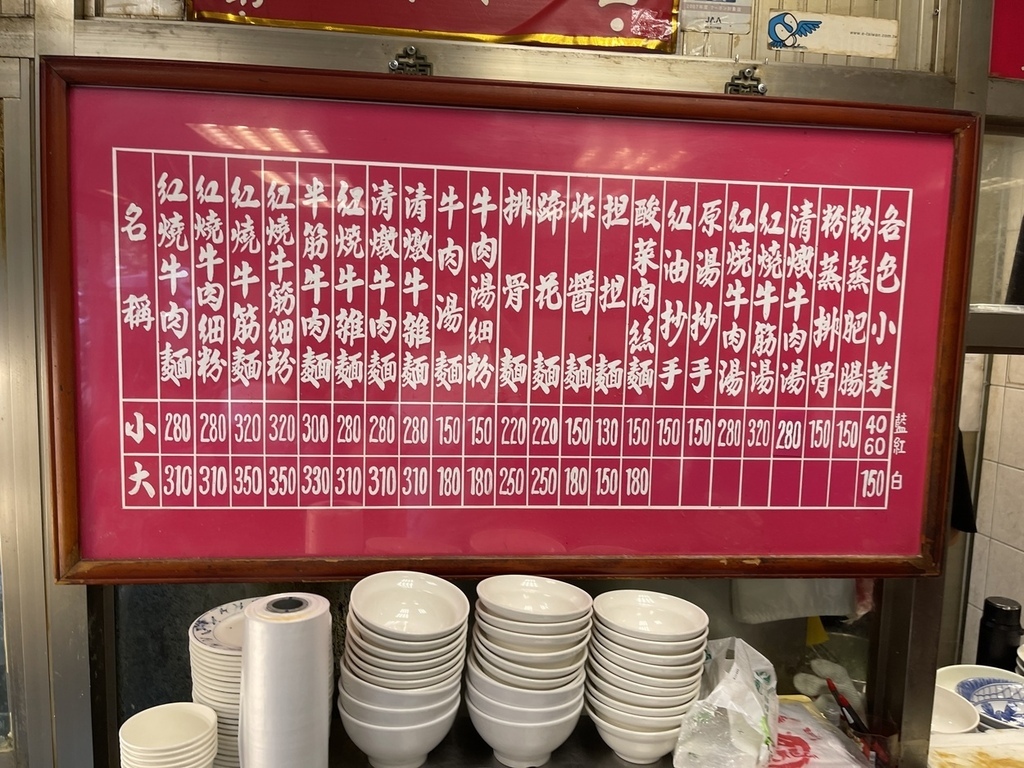 名稱 小 大
紅燒牛肉麵 280 310
紅燒牛肉細粉 280 310
紅燒牛筋麵 320 350
紅燒牛筋細粉 320 350
半筋牛肉麵 300 330
紅燒牛雜麵 280 310
清燉牛肉麵 280 310
清燉牛雜麵 280 310
牛肉湯麵 150 180
牛肉湯細粉 150 180
排骨麵 220 250
蹄花麵 220 250
炸醬麵 150 180
担担麵 130 150
酸菜肉絲麵 150 180
紅油抄手 150
原湯抄手 150
紅燒牛肉湯 280
紅燒牛筋湯 320
清燉牛肉湯 280
粉蒸排骨 150
粉蒸肥腸 150
各色小菜 40 60 150
藍紅 白